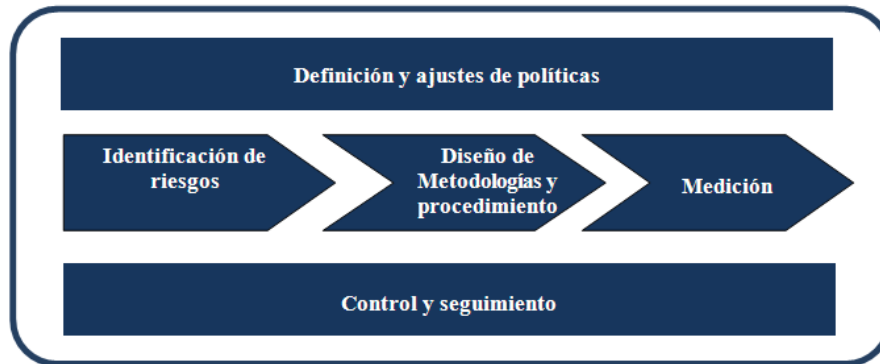 Definición y ajustes de políticas
Identificación de
riesgos
Diseño de
Metodologías y
procedimiento
Medición
Control y seguimiento